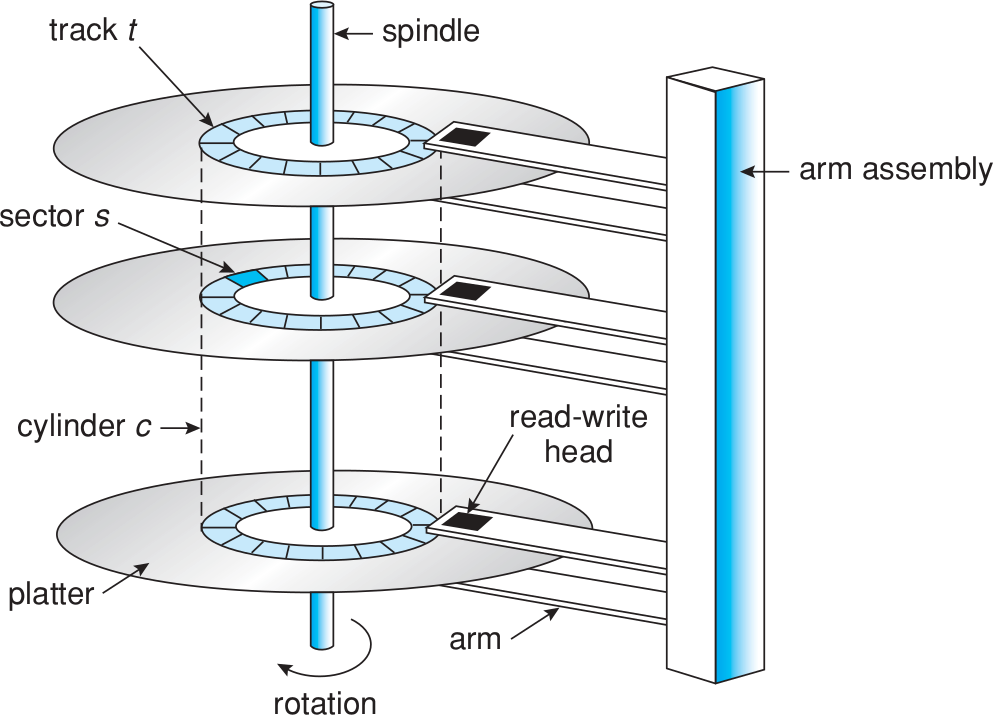 track t
spindle
arm assembly
sector s
cylinder c
read-write
head
platter
arm
rotation